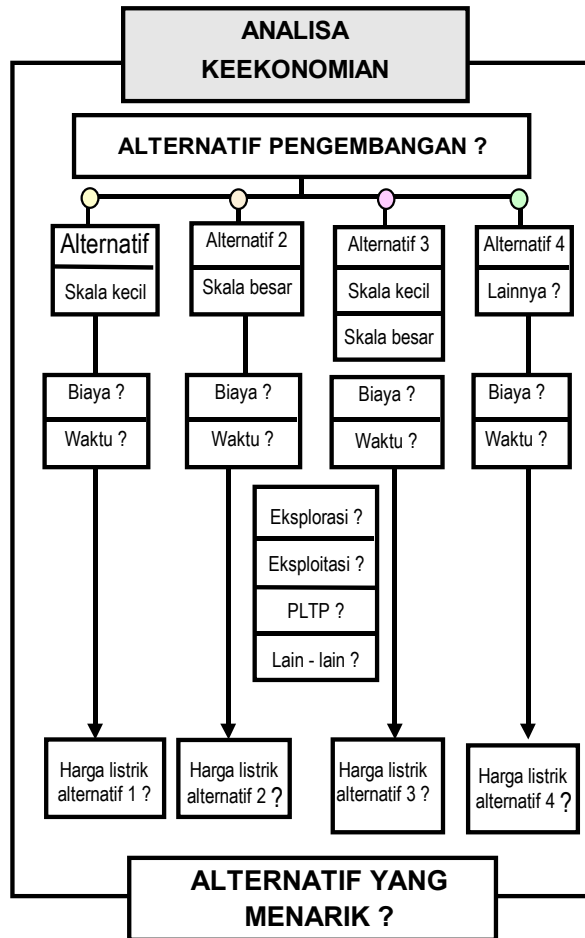 ANALISA
KEEKONOMIAN
ALTERNATIF PENGEMBANGAN ?
Alternatif
Skala kecil
Alternatif 2
Skala besar
Alternatif 3
Skala kecil
Skala besar
Alternatif 4
Lainnya ?
Biaya ?
Waktu ?
Biaya ?
Waktu ?
Biaya ?
Waktu ?
Biaya ?
Waktu ?
Eksplorasi ?
Eksploitasi ?
PLTP ?
Lain - lain ?
Harga listrik
alternatif 1 ?
Harga listrik
alternatif 2 ?
Harga listrik
alternatif 3 ?
Harga listrik
alternatif 4 ?
ALTERNATIF YANG
MENARIK ?